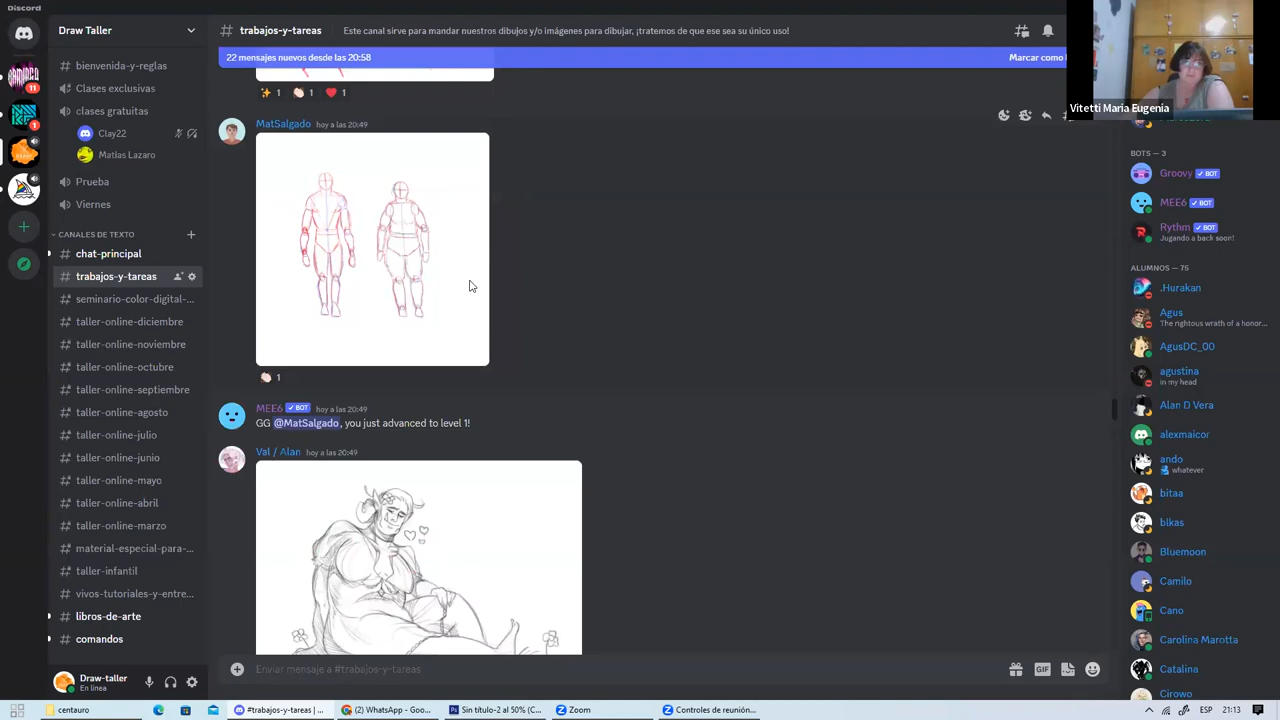 Discord
Draw Taller
# trabajos-y-tareas
Este canal sirve para mandar nuestros dibujos y/o imágenes para dibujar, ¡tratemos de que ese sea su único uso!
22 mensajes nuevos desde las 20:58
Marcar como
Vitetti Maria Eugenia
bienvenida-y-reglas
Clases exclusivas
clases gratuitas
Clay22
Matias Lazaro
Prueba
Viernes
CANALES DE TEXTO
# chat-principal
# trabajos-y-tareas
# seminario-color-digital-...
# taller-online-diciembre
# taller-online-noviembre
# taller-online-octubre
# taller-online-septiembre
# taller-online-agosto
# taller-online-julio
# taller-online-junio
# taller-online-mayo
# taller-online-abril
# taller-online-marzo
# material-especial-para-...
# taller-infantil
# vivos-tutoriales-y-entre...
# libros-de-arte
# comandos
Draw-taller
En línea
11
1
1 1 1
MatSalgado hoy a las 20:49
1
MEE6 BOT hoy a las 20:49
GG @MatSalgado, you just advanced to level 1!
Val / Alan hoy a las 20:49
Enviar mensaje a #trabajos-y-tareas
GIF
BOTS — 3
Groovy BOT
MEE6 BOT
Rythm BOT
Jugando a back soon!
ALUMNOS — 75
.Hurakan
Agus
The rightous wrath of a honor...
AgusDC_00
agustina
in my head
Alan D Vera
alexmaicor
ando
whatever
bitaa
blkas
Bluemoon
Camilo
Cano
Carolina Marotta
Catalina
Cirowo
centauro
#trabajos-y-tareas | ...
(2) WhatsApp - Goo...
Sin título-2 al 50% (C...
Zoom
Controles de reunión...
ESP
21:13